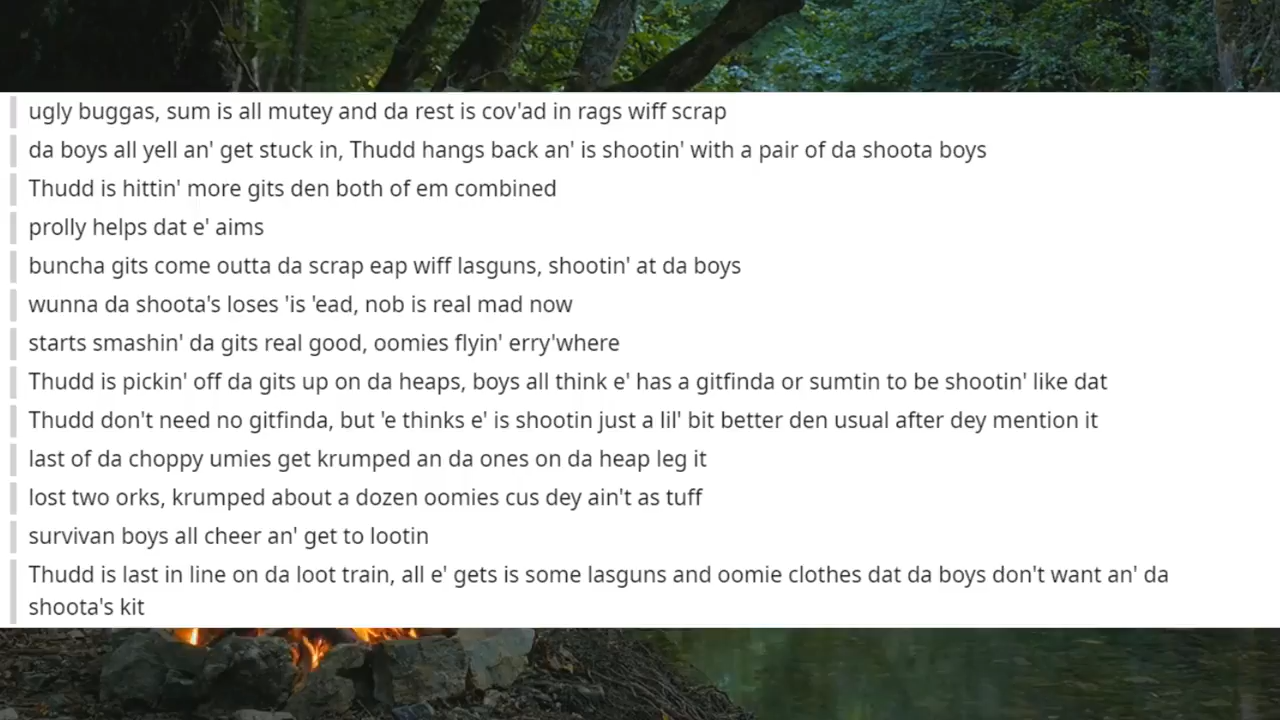 ugly buggas, sum is all mutey and da rest is cov'ad in rags wiff scrap
da boys all yell an' get stuck in, Thudd hangs back an' is shootin' with a pair of da shoota boys
Thudd is hittin' more gits den both of em combined
prolly helps dat e' aims
buncha gits come outta da scrap eap wiff lasguns, shootin' at da boys
wunna da shoota's loses 'is 'ead, nob is real mad now
starts smashin' da gits real good, oomies flyin' erry'where
Thudd is pickin' off da gits up on da heaps, boys all think e' has a gitfinda or sumtin to be shootin' like dat
Thudd don't need no gitfinda, but 'e thinks e' is shootin just a lil' bit better den usual after dey mention it
last of da choppy umies get krumped an da ones on da heap leg it
lost two orks, krumped about a dozen oomies cus dey ain't as tuff
survivan boys all cheer an' get to lootin
Thudd is last in line on da loot train, all e' gets is some lasguns and oomie clothes dat da boys don't want an' da
shoota's kit